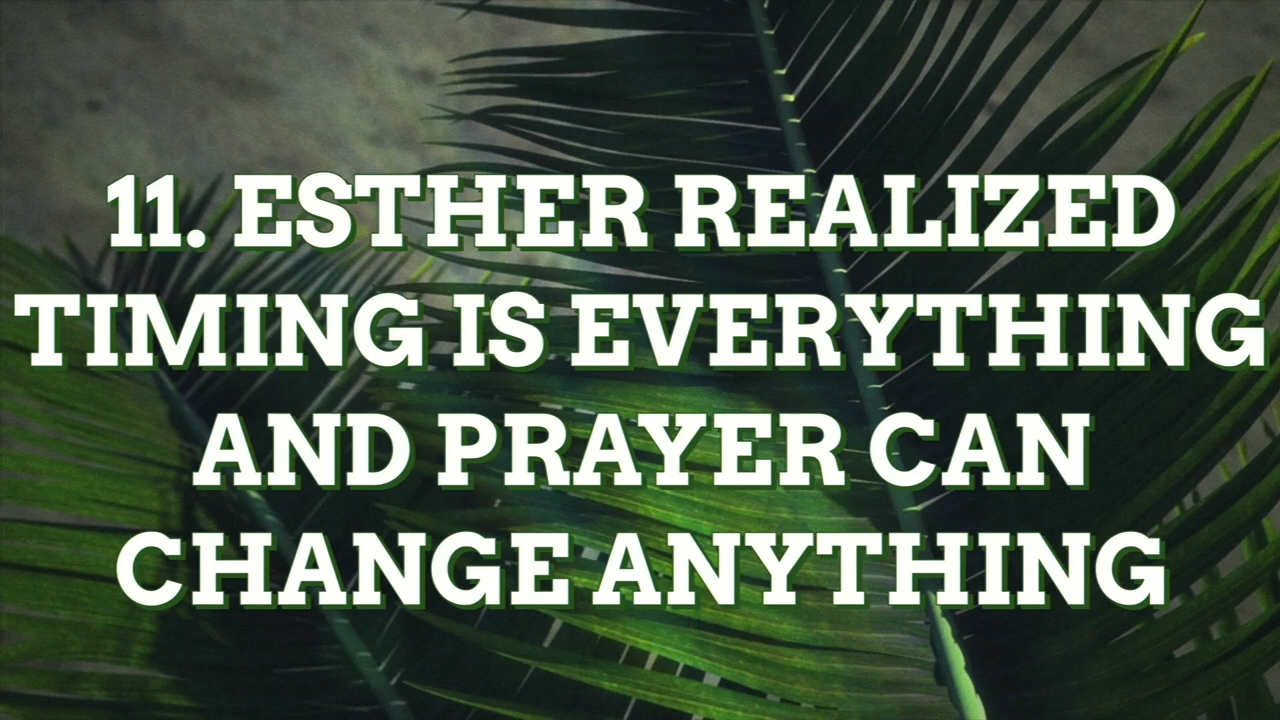 11. ESTHER REALIZED
TIMING IS EVERYTHING
AND PRAYER CAN
CHANGE ANYTHING